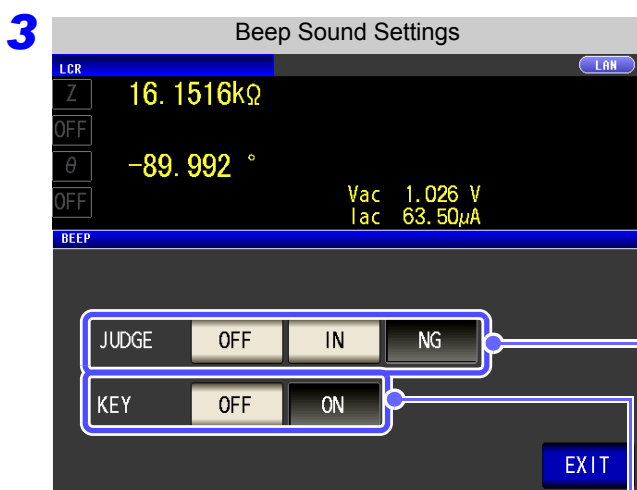 3
Beep Sound Settings
LCR
LAN
Z 16.1516kΩ
OFF
θ -89.992 °
OFF
Vac 1.026 V
Iac 63.50μA
BEEP
JUDGE OFF IN NG
KEY OFF ON
EXIT